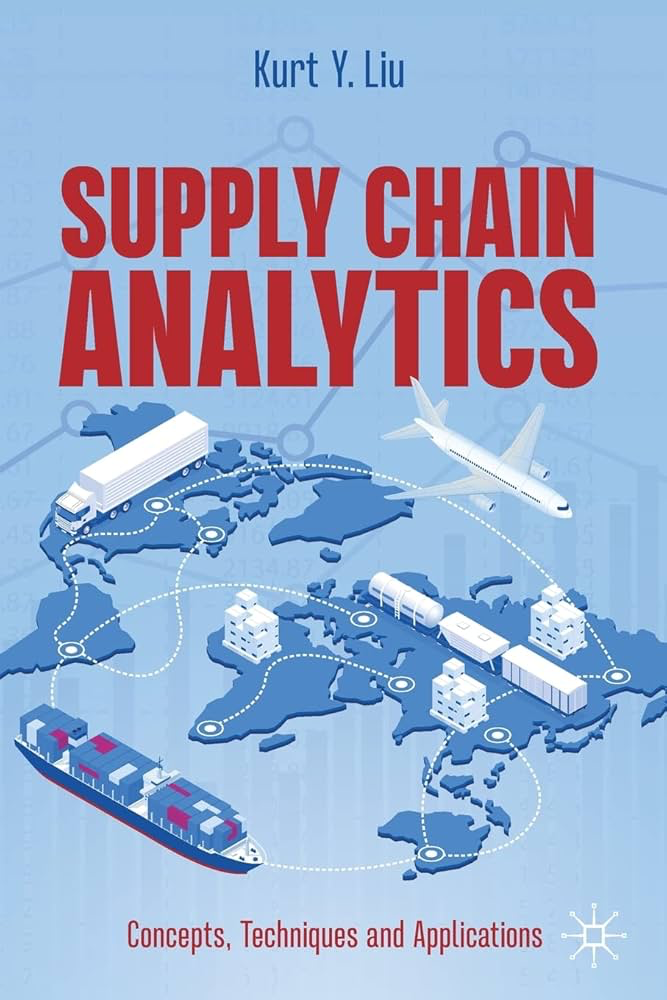 Kurt Y. Liu
SUPPLY CHAIN
ANALYTICS
Concepts, Techniques and Applications